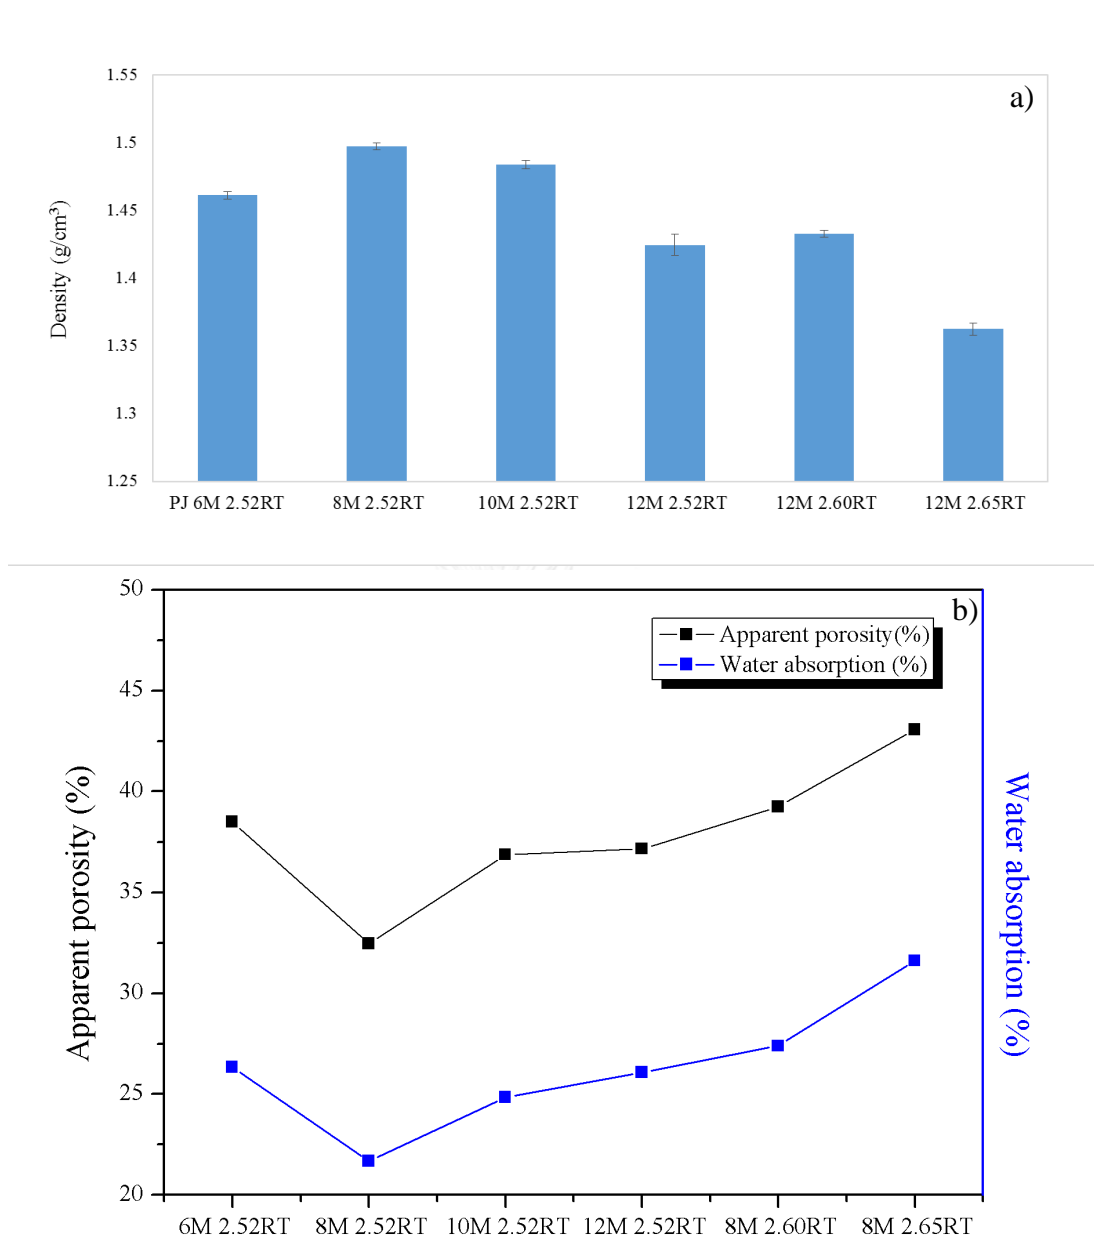 a)
1.55
1.5
1.45
1.4
1.35
1.3
1.25
Density (g/cm³)
PJ 6M 2.52RT 8M 2.52RT 10M 2.52RT 12M 2.52RT 12M 2.60RT 12M 2.65RT
b)
Apparent porosity(%)
Water absorption (%)
50
45
40
35
30
25
20
Apparent porosity (%)
Water absorption (%)
6M 2.52RT 8M 2.52RT 10M 2.52RT 12M 2.52RT 8M 2.60RT 8M 2.65RT